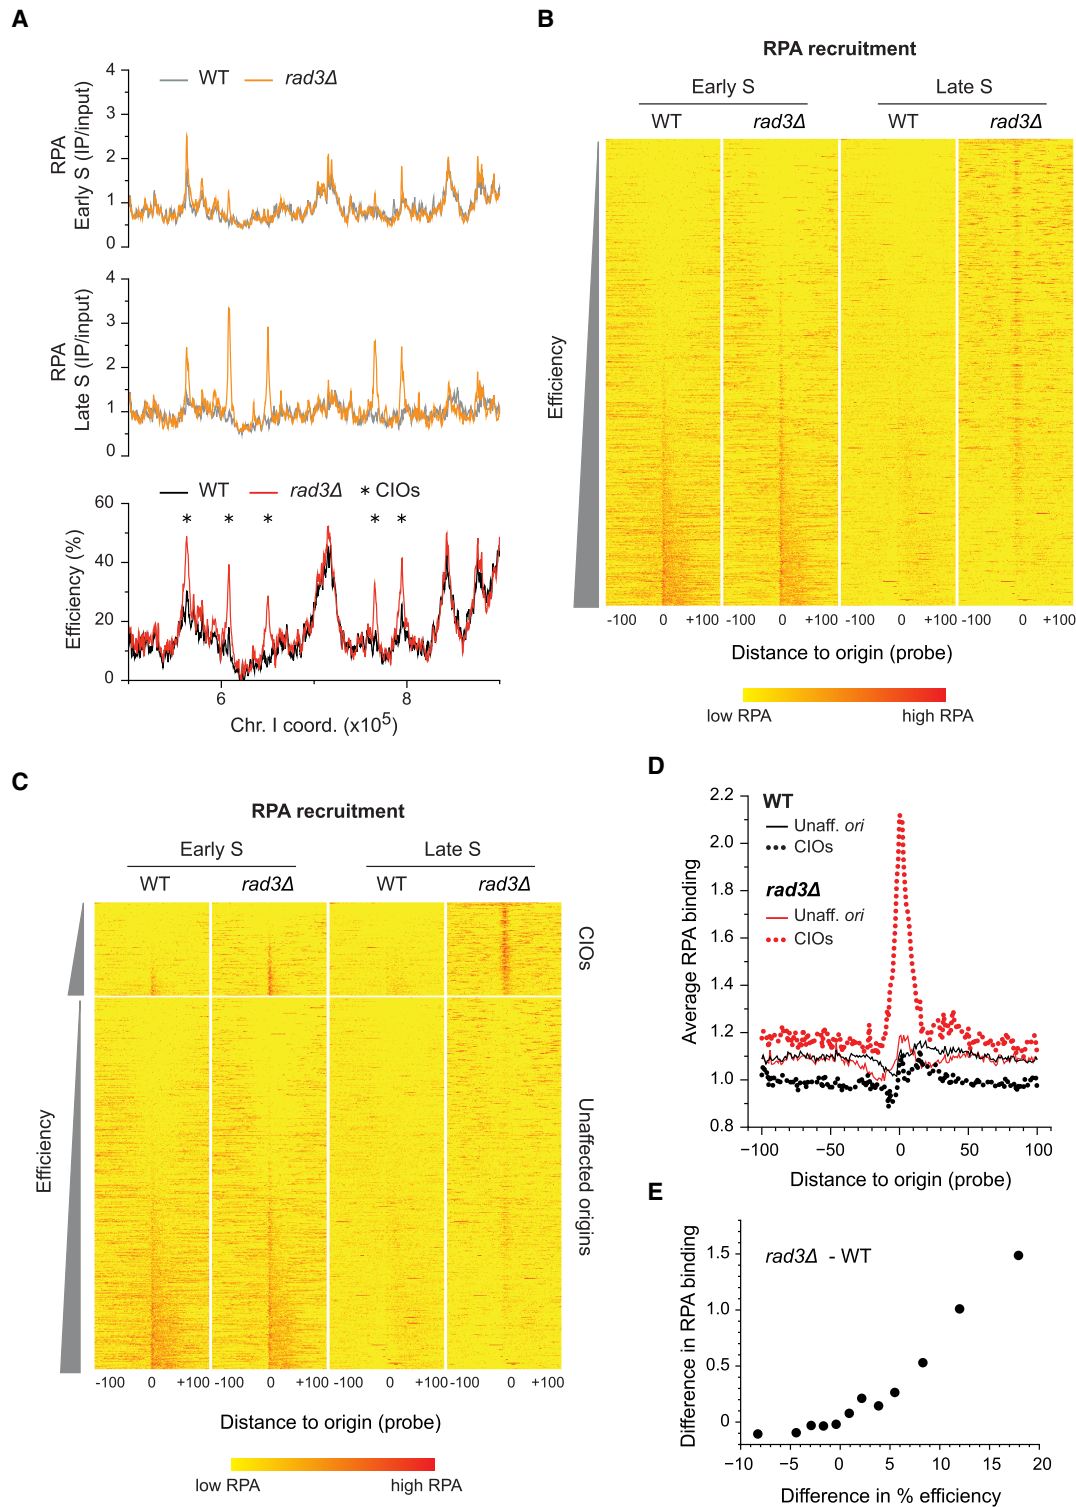 A
WT rad3Δ
RPA
Early S (IP/input)
4
3
2
1
0
RPA
Late S (IP/input)
4
3
2
1
0
WT rad3Δ * CIOs
* * * * *
Efficiency (%)
60
40
20
0
6 8
Chr. I coord. (x10⁵)
B
RPA recruitment
Early S Late S
WT rad3Δ WT rad3Δ
Efficiency
-100 0 +100 -100 0 +100 -100 0 +100 -100 0 +100
Distance to origin (probe)
low RPA high RPA
C
RPA recruitment
Early S Late S
WT rad3Δ WT rad3Δ
CIOs
Unaffected origins
Efficiency
-100 0 +100 -100 0 +100 -100 0 +100 -100 0 +100
Distance to origin (probe)
low RPA high RPA
D
WT
Unaff. ori
CIOs
rad3Δ
Unaff. ori
CIOs
Average RPA binding
2.2
2.0
1.8
1.6
1.4
1.2
1.0
0.8
−100 −50 0 50 100
Distance to origin (probe)
E
rad3Δ - WT
Difference in RPA binding
1.5
1.0
0.5
0
−10 −5 0 5 10 15 20
Difference in % efficiency